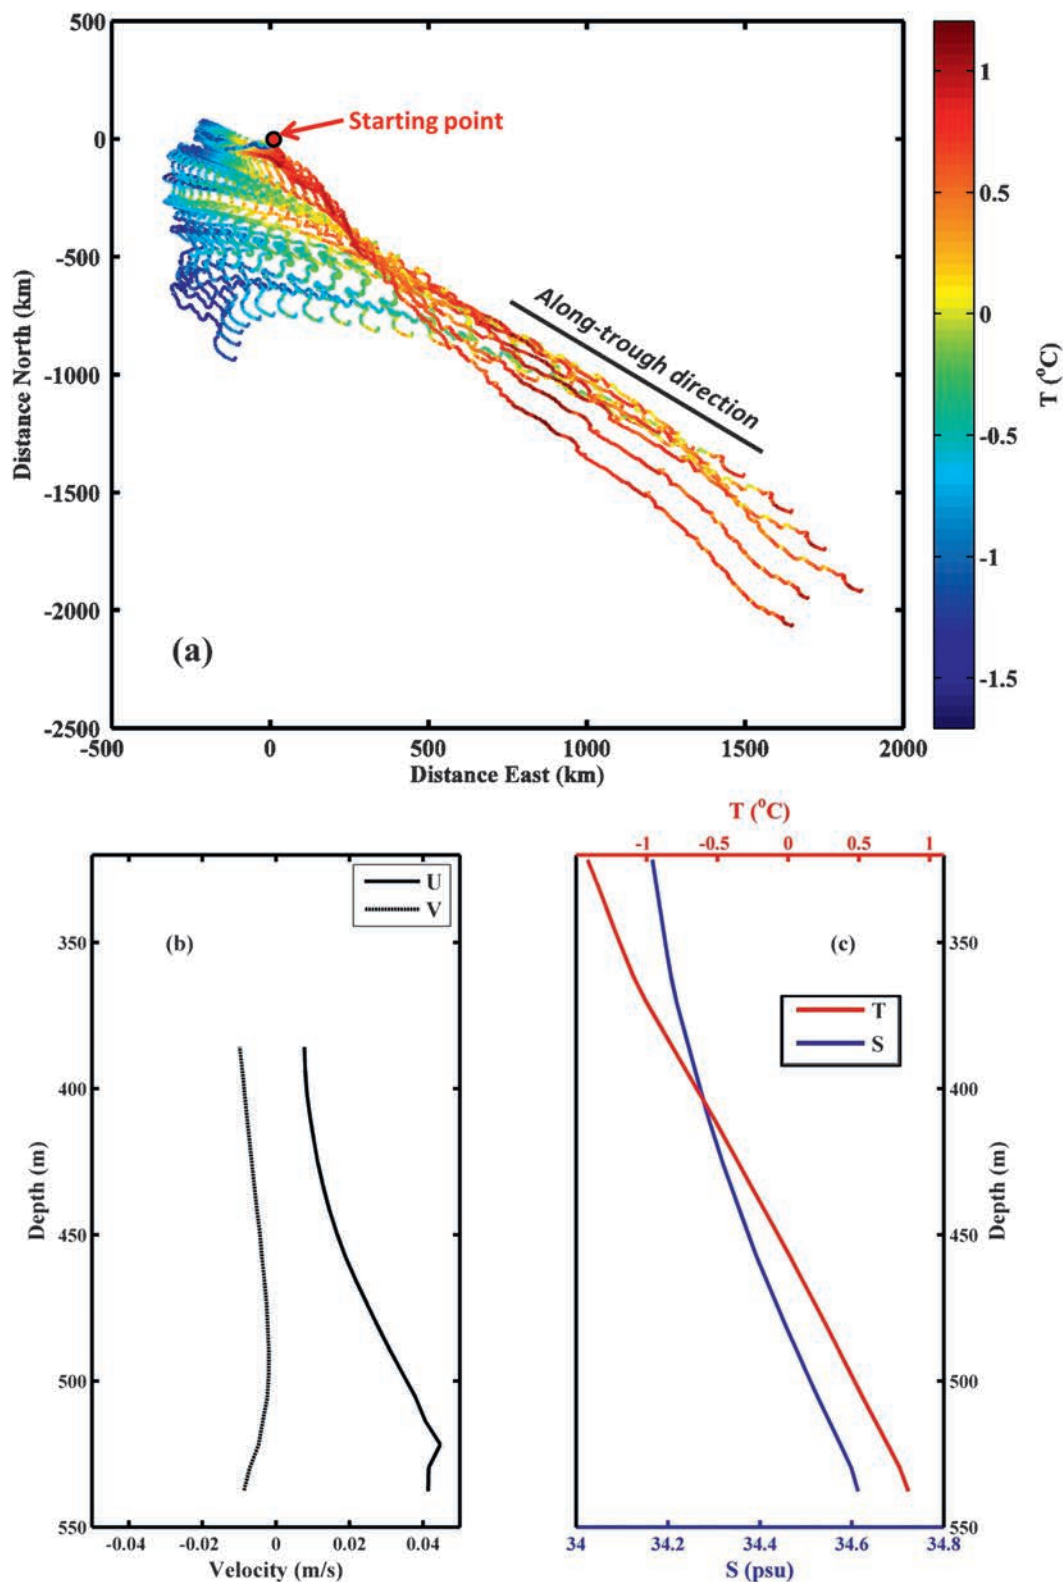 500
0
-500
-1000
-1500
-2000
-2500
Distance North (km)
Starting point
Along-trough direction
(a)
-500 0 500 1000 1500 2000
Distance East (km)
1
0.5
0
-0.5
-1
-1.5
T (°C)
350
400
450
500
550
Depth (m)
(b)
U
V
-0.04 -0.02 0 0.02 0.04
Velocity (m/s)
T (°C)
-1 -0.5 0 0.5 1
(c)
T
S
350
400
450
500
550
Depth (m)
34 34.2 34.4 34.6 34.8
S (psu)